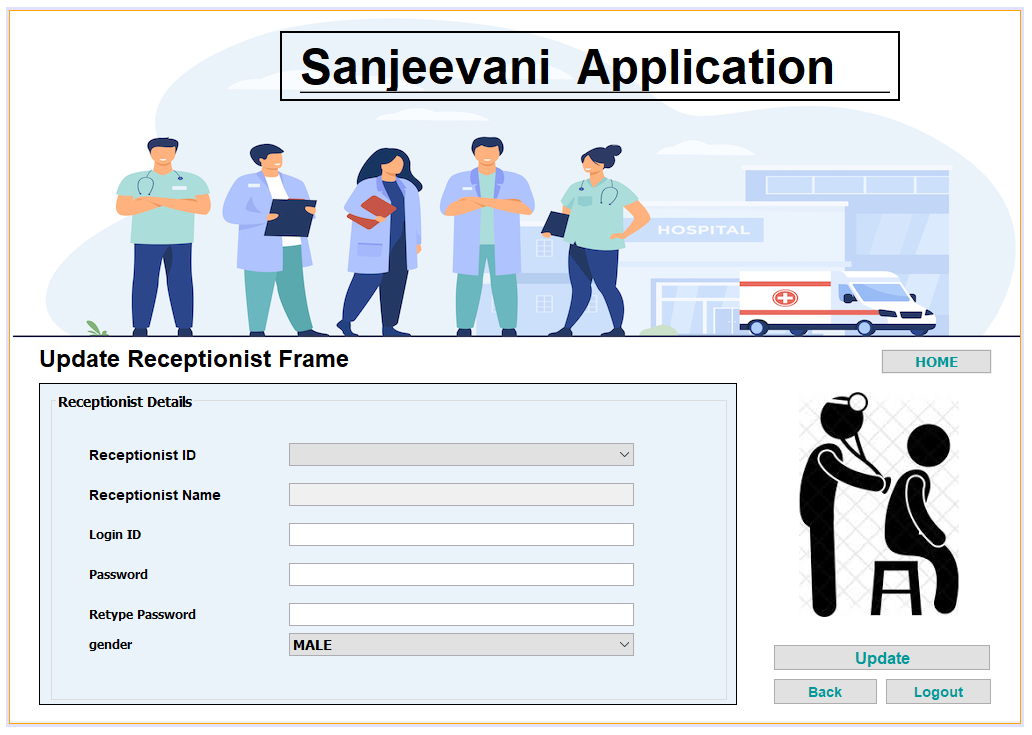 Sanjeevani Application
HOSPITAL
Update Receptionist Frame
HOME
Receptionist Details
Receptionist ID
Receptionist Name
Login ID
Password
Retype Password
gender MALE
Update
Back Logout